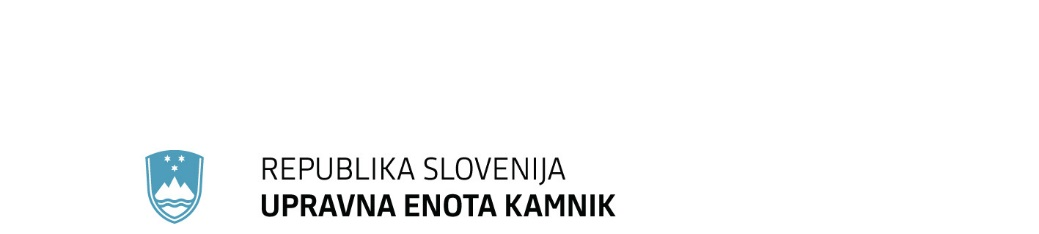 REPUBLIKA SLOVENIJA
UPRAVNA ENOTA KAMNIK